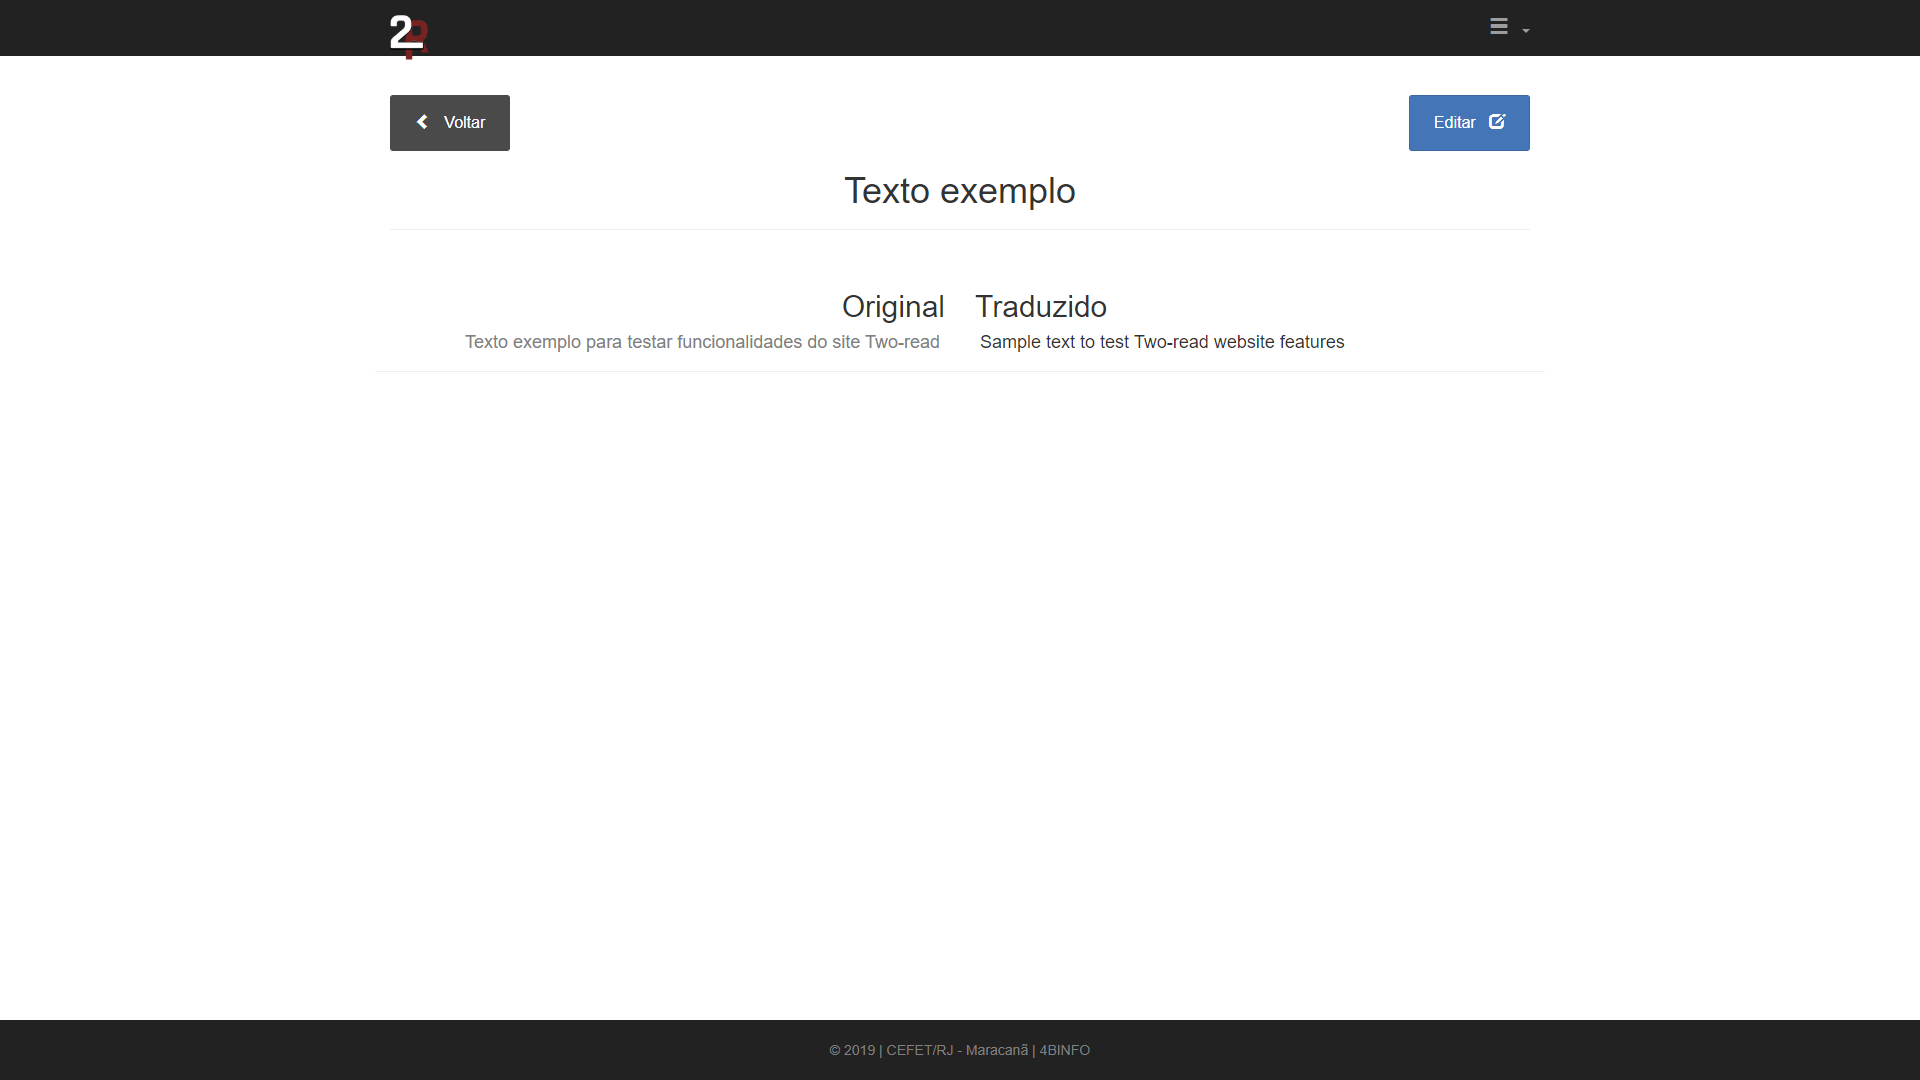 2R
Voltar
Editar
Texto exemplo
Original
Traduzido
Texto exemplo para testar funcionalidades do site Two-read
Sample text to test Two-read website features
© 2019 | CEFET/RJ - Maracanã | 4BINFO